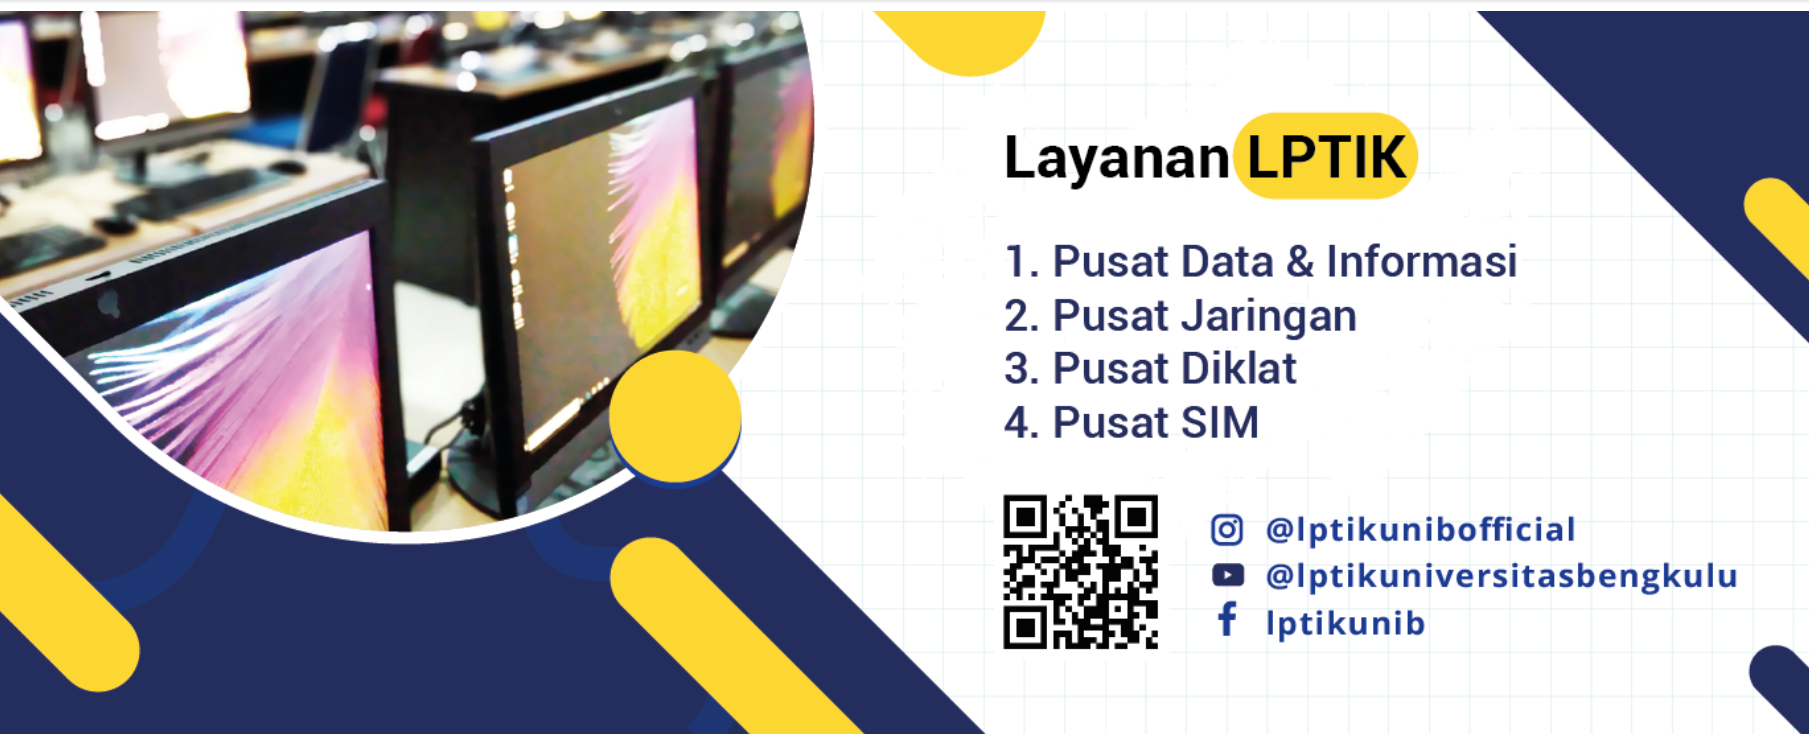 Layanan LPTIK
1. Pusat Data & Informasi
2. Pusat Jaringan
3. Pusat Diklat
4. Pusat SIM
@lptikunibofficial
@lptikuniversitasbengkulu
lptikunib